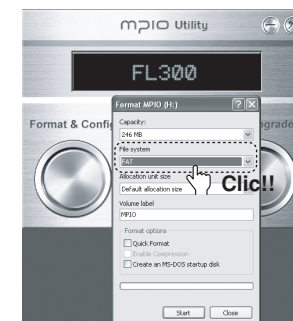 mpio Utility
FL300
Format & Config
pgrade
Format MPIO (H:)
Capacity:
246 MB
File system
FAT
Allocation unit size
Default allocation size
Volume label
MPIO
Format options
Quick Format
Enable Compression
Create an MS-DOS startup disk
Start
Close
Clic!!